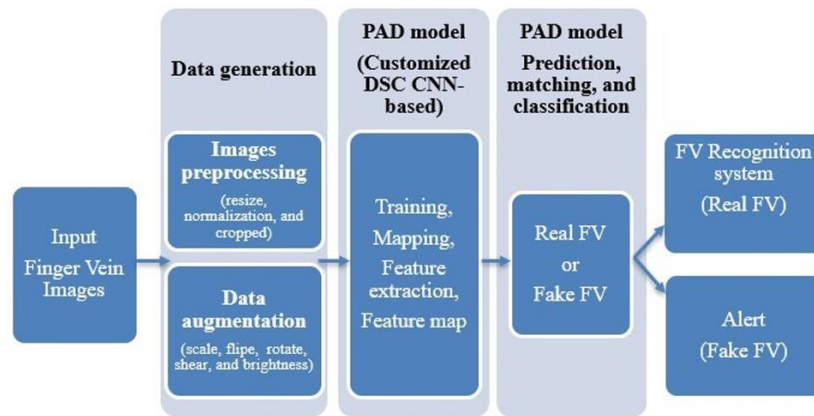 Input
Finger Vein
Images
Data generation
Images
preprocessing
(resize,
normalization, and
cropped)
Data
augmentation
(scale, flipe, rotate,
shear, and brightness)
PAD model
(Customized
DSC CNN-
based)
Training,
Mapping,
Feature
extraction,
Feature map
PAD model
Prediction,
matching, and
classification
Real FV
or
Fake FV
FV Recognition
system
(Real FV)
Alert
(Fake FV)